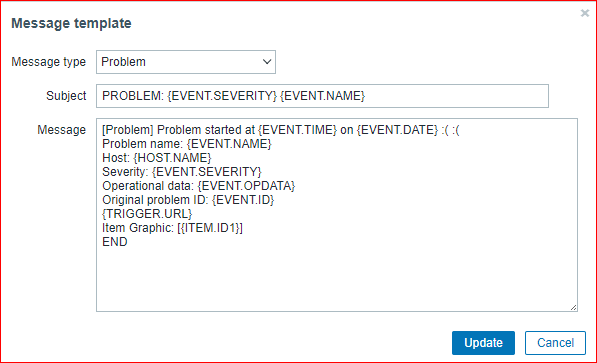 Message template
×
Message type
Problem
Subject
PROBLEM: {EVENT.SEVERITY} {EVENT.NAME}
Message
[Problem] Problem started at {EVENT.TIME} on {EVENT.DATE} :( :(
Problem name: {EVENT.NAME}
Host: {HOST.NAME}
Severity: {EVENT.SEVERITY}
Operational data: {EVENT.OPDATA}
Original problem ID: {EVENT.ID}
{TRIGGER.URL}
Item Graphic: [{ITEM.ID1}]
END
Update
Cancel